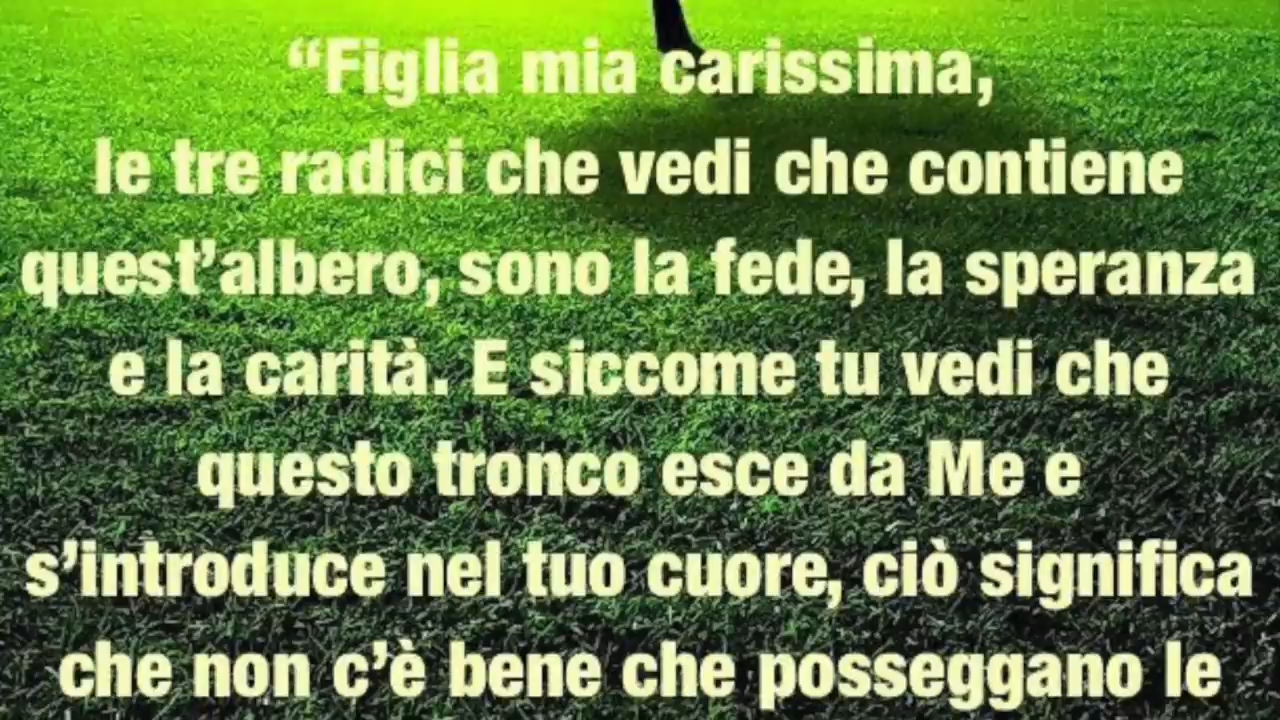 “Figlia mia carissima,
le tre radici che vedi che contiene
quest’albero, sono la fede, la speranza
e la carità. E siccome tu vedi che
questo tronco esce da Me e
s’introduce nel tuo cuore, ciò significa
che non c’è bene che posseggano le